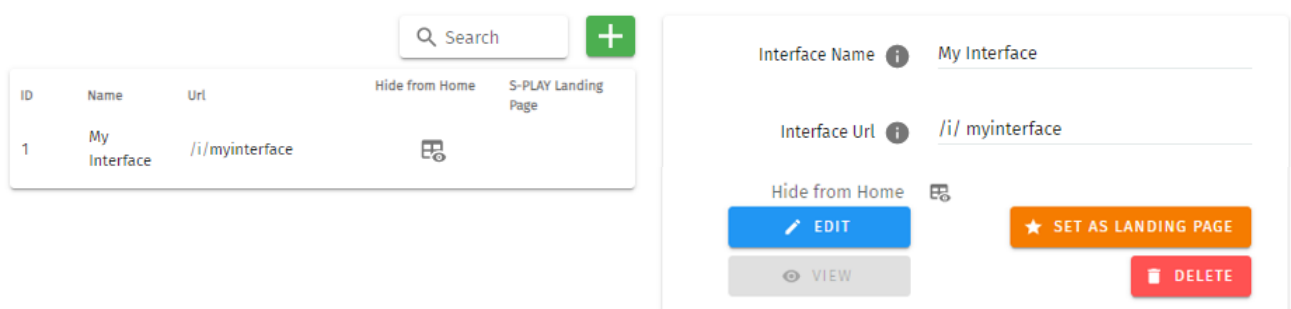 Search
ID Name Url Hide from Home S-PLAY Landing
Page
1 My
Interface /i/myinterface
Interface Name My Interface
Interface Url /i/ myinterface
Hide from Home
EDIT SET AS LANDING PAGE
VIEW DELETE